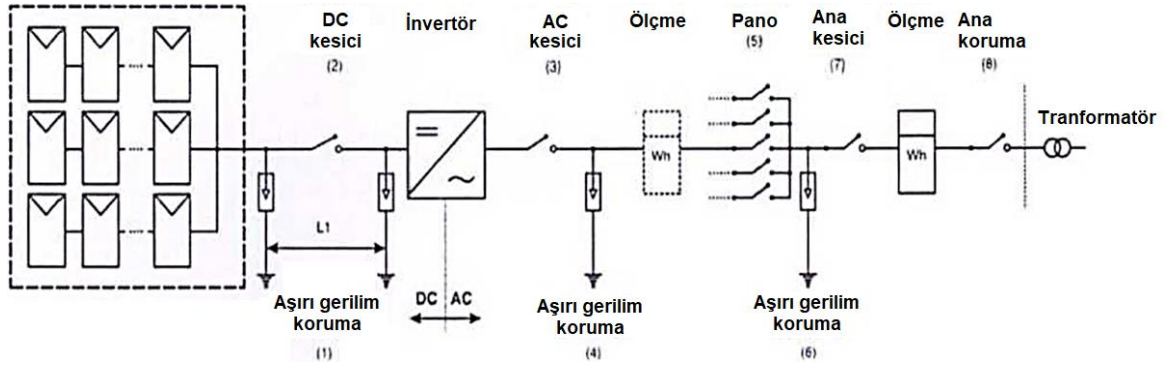 DC
kesici
(2)
İnvertör
AC
kesici
(3)
Ölçme
Pano
(5)
Ana
kesici
(7)
Ölçme
Ana
koruma
(8)
Tranformatör
Wh
Wh
L1
DC AC
Aşırı gerilim
koruma
(1)
Aşırı gerilim
koruma
(4)
Aşırı gerilim
koruma
(6)